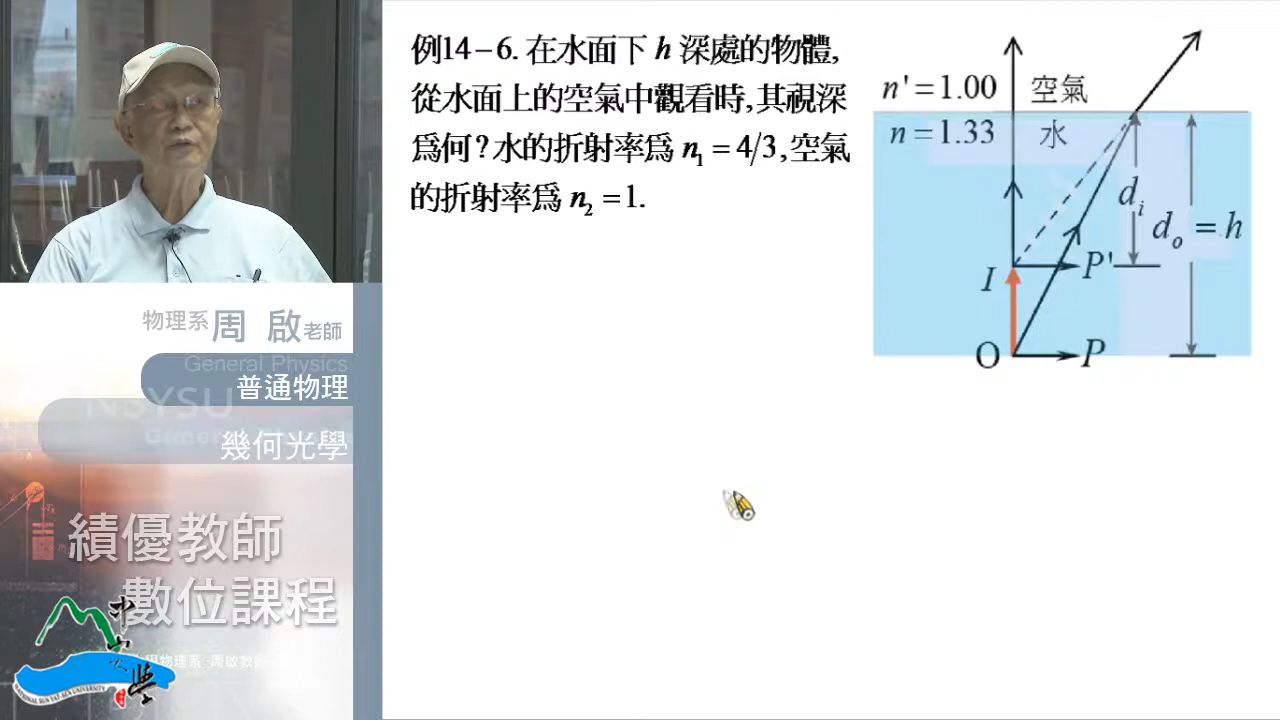 例14－6. 在水面下 h 深處的物體,
從水面上的空氣中觀看時,其視深
為何?水的折射率為 n₁ = 4/3,空氣
的折射率為 n₂ = 1.
n' = 1.00 空氣
n = 1.33 水
dᵢ
dₒ = h
I P'
O P
物理系 周 啟 老師
General Physics
普通物理
NSYSU
幾何光學
績優教師
數位課程